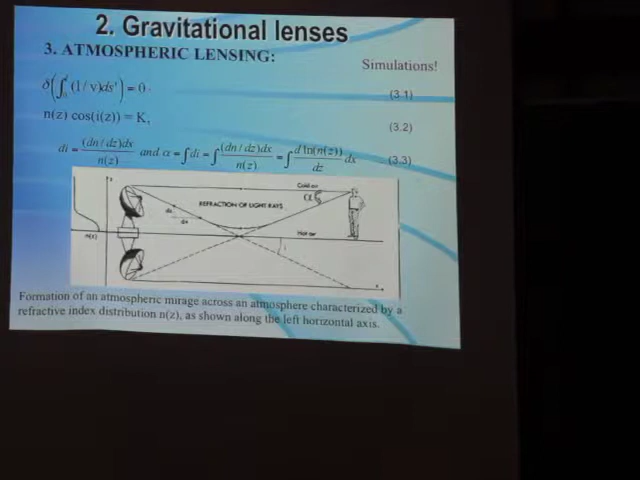 2. Gravitational lenses
3. ATMOSPHERIC LENSING:
Simulations!
δ(∫(1/v)ds') = 0 (3.1)
n(z) cos(i(z)) = K, (3.2)
di = (dn/dz)dx / n(z) and α = ∫di = ∫ (dn/dz)dx / n(z) = ∫ d ln(n(z)) / dz dx (3.3)
z
Cold air
α
REFRACTION OF LIGHT RAYS
dz
dx
n(z)
Hot air
i
x
Formation of an atmospheric mirage across an atmosphere characterized by a
refractive index distribution n(z), as shown along the left horizontal axis.